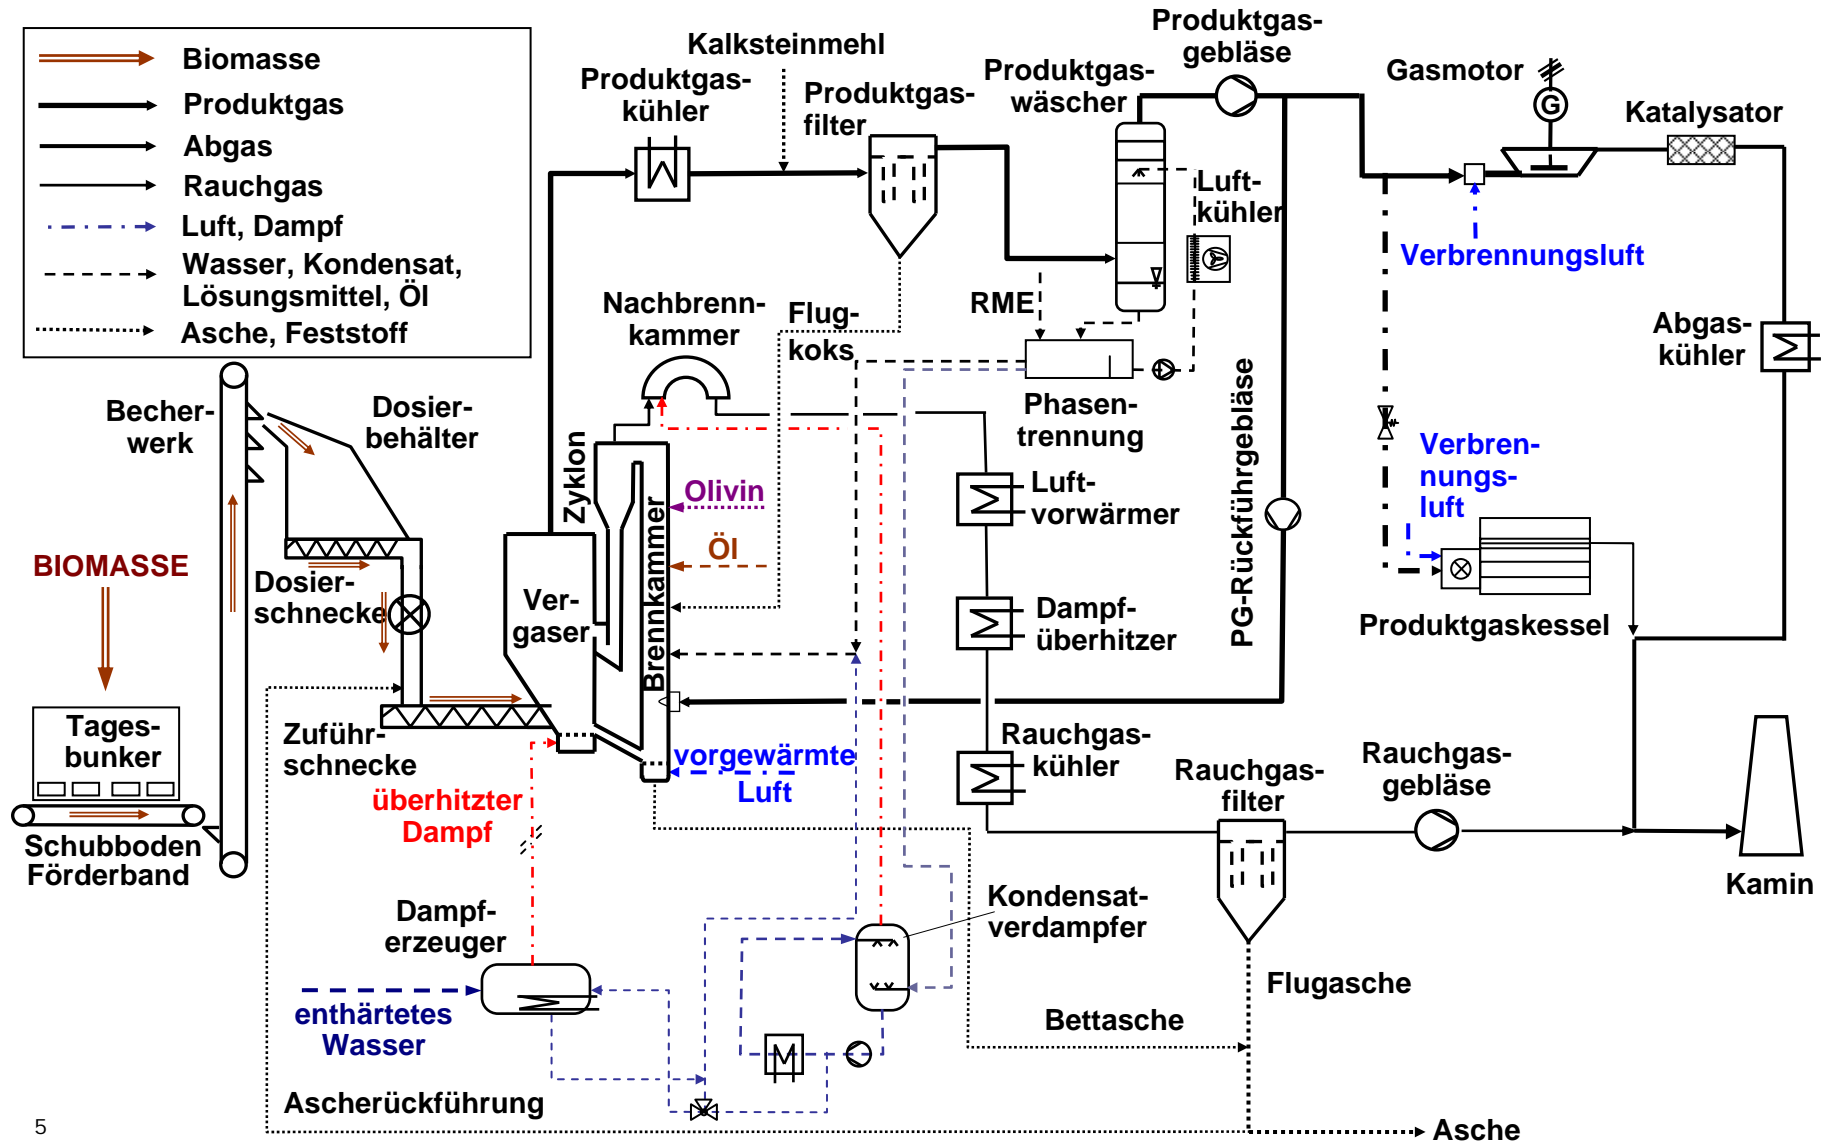 Biomasse
Produktgas
Abgas
Rauchgas
Luft, Dampf
Wasser, Kondensat,
Lösungsmittel, Öl
Asche, Feststoff
Kalksteinmehl
Produktgas-
kühler
Produktgas-
filter
Produktgas-
wäscher
Produktgas-
gebläse
Gasmotor
G
Katalysator
Luft-
kühler
Verbrennungsluft
RME
Nachbrenn-
kammer
Flug-
koks
Abgas-
kühler
Becher-
werk
Dosier-
behälter
Phasen-
trennung
PG-Rückführgebläse
Verbren-
nungs-
luft
Zyklon
Olivin
Öl
Brennkammer
Luft-
vorwärmer
BIOMASSE
Dosier-
schnecke
Ver-
gaser
Dampf-
überhitzer
Produktgaskessel
Tages-
bunker
Zuführ-
schnecke
vorgewärmte
Luft
Rauchgas-
kühler
Rauchgas-
filter
Rauchgas-
gebläse
überhitzter
Dampf
Schubboden
Förderband
Kamin
Dampf-
erzeuger
Kondensat-
verdampfer
Flugasche
enthärtetes
Wasser
Bettasche
Ascherückführung
Asche
5